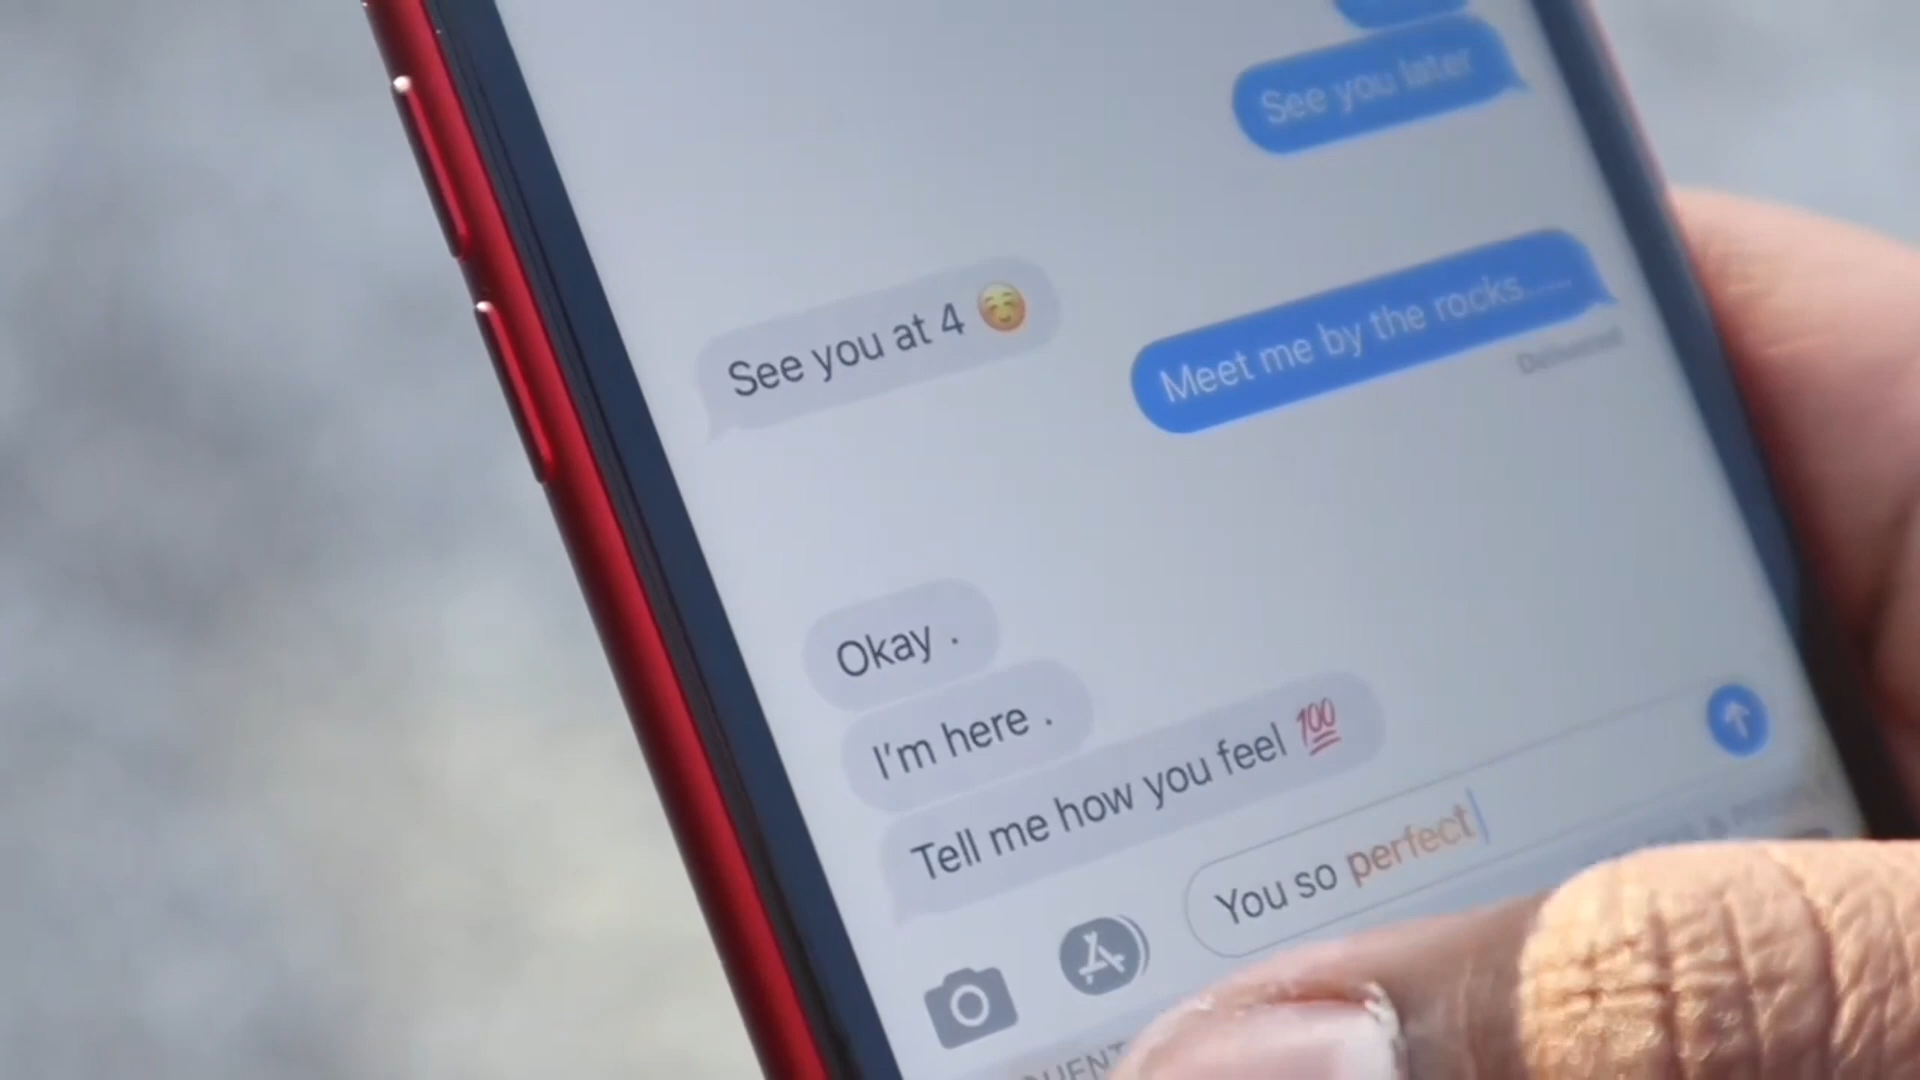 See you later
See you at 4 ☺️
Meet me by the rocks......
Delivered
Okay .
I'm here .
Tell me how you feel 💯
You so perfect